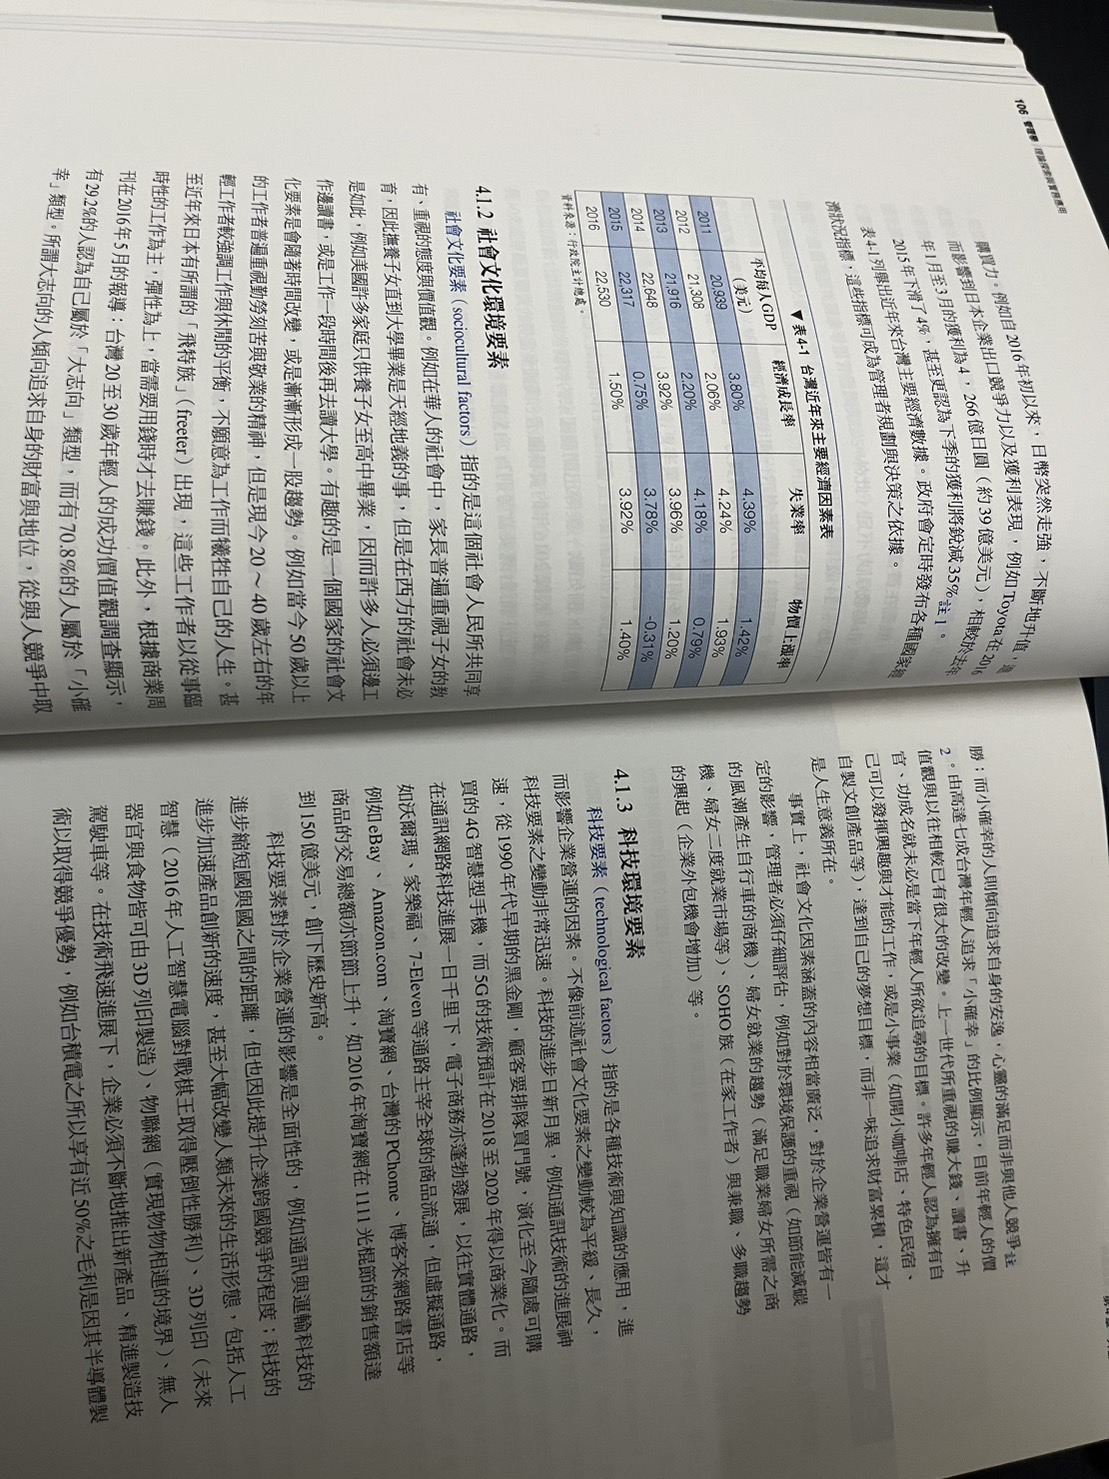 106 管理學 理論探索與實務應用
購買力。例如自2016年初以來，日幣突然走強，不斷地升值，進
而影響到日本企業出口競爭力以及獲利表現，例如Toyota在2016
年1月至3月的獲利為4，266億日圓（約39億美元），相較於去年
2015年下滑了4%，甚至更認為下季的獲利將銳減35%註1。
表4-1列舉出近年來台灣主要經濟數據。政府會定時發布各種國家經
濟狀況指標，這些指標可成為管理者規劃與決策之依據。
▼表4-1 台灣近年來主要經濟因素表
平均每人GDP（美元） 經濟成長率 失業率 物價上漲率
2011 20,939 3.80% 4.39% 1.42%
2012 21,308 2.06% 4.24% 1.93%
2013 21,916 2.20% 4.18% 0.79%
2014 22,648 3.92% 3.96% 1.20%
2015 22,317 0.75% 3.78% -0.31%
2016 22,530 1.50% 3.92% 1.40%
資料來源：行政院主計總處。
4.1.2 社會文化環境要素
社會文化要素（sociocultural factors）指的是這個社會人民所共同享
有、重視的態度與價值觀。例如在華人的社會中，家長普遍重視子女的教
育，因此撫養子女直到大學畢業是天經地義的事，但是在西方的社會未必
是如此，例如美國許多家庭只供養子女至高中畢業，因而許多人必須邊工
作邊讀書，或是工作一段時間後再去讀大學。有趣的是一個國家的社會文
化要素是會隨著時間改變，或是漸漸形成一股趨勢。例如當今50歲以上
的工作者普遍重視勤勞刻苦與敬業的精神，但是現今20～40歲左右的年
輕工作者較強調工作與休閒的平衡，不願意為工作而犧牲自己的人生。甚
至近年來日本有所謂的「飛特族」（freeter）出現，這些工作者以從事臨
時性的工作為主，彈性為上，當需要用錢時才去賺錢。此外，根據商業周
刊在2016年5月的報導：台灣20至30歲年輕人的成功價值觀調查顯示，
有29.2%的人認為自己屬於「大志向」類型，而有70.8%的人屬於「小確
幸」類型。所謂大志向的人傾向追求自身的財富與地位，從與人競爭中取
勝；而小確幸的人則傾向追求自身的安逸，心靈的滿足而非與他人競爭註
2。由高達七成台灣年輕人追求「小確幸」的比例顯示，目前年輕人的價
值觀與以往相較已有很大的改變。上一世代所重視的賺大錢、讀書、升
官、功成名就未必是當下年輕人所欲追尋的目標。許多年輕人認為擁有自
己可以發揮興趣與才能的工作，或是小事業（如開小咖啡店、特色民宿、
自製文創產品等），達到自己的夢想目標，而非一味追求財富累積，這才
是人生意義所在。
事實上，社會文化因素涵蓋的內容相當廣泛，對於企業營運皆有一
定的影響，管理者必須仔細評估，例如對於環境保護的重視（如節能減碳
的風潮產生自行車的商機）、婦女就業的趨勢（滿足職業婦女所需之商
機、婦女二度就業市場等）、SOHO族（在家工作者）與兼職、多職趨勢
的興起（企業外包機會增加）等。
4.1.3 科技環境要素
科技要素（technological factors）指的是各種技術與知識的應用，進
而影響企業營運的因素。不像前述社會文化要素之變動較為平緩、長久，
科技要素之變動非常迅速。科技的進步日新月異，例如通訊技術的進展神
速，從1990年代早期的黑金剛，顧客要排隊買門號，演化至今隨處可購
買的4G智慧型手機，而5G的技術預計在2018至2020年得以商業化。而
在通訊網路科技進展一日千里下，電子商務亦蓬勃發展，以往實體通路，
如沃爾瑪、家樂福、7-Eleven等通路主宰全球的商品流通，但虛擬通路，
例如eBay、Amazon.com、淘寶網、台灣的PChome、博客來網路書店等
商品的交易總額亦節節上升，如2016年淘寶網在1111光棍節的銷售額達
到150億美元，創下歷史新高。
科技要素對於企業營運的影響是全面性的，例如通訊與運輸科技的
進步縮短國與國之間的距離，但也因此提升企業跨國競爭的程度；科技的
進步加速產品創新的速度，甚至大幅改變人類未來的生活形態，包括人工
智慧（2016年人工智慧電腦對戰棋王取得壓倒性勝利）、3D列印（未來
器官與食物皆可由3D列印製造）、物聯網（實現物物相連的境界）、無人
駕駛車等。在技術飛速進展下，企業必須不斷地推出新產品、精進製造技
術以取得競爭優勢，例如台積電之所以享有近50%之毛利是因其半導體製